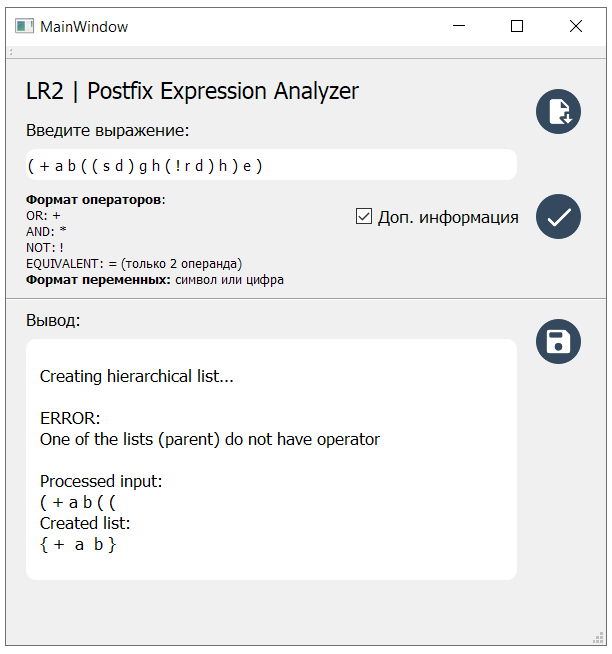 MainWindow
LR2 | Postfix Expression Analyzer
Введите выражение:
( + a b ( ( s d ) g h ( ! r d ) h ) e )
Формат операторов:
OR: +
AND: *
NOT: !
EQUIVALENT: = (только 2 операнда)
Формат переменных: символ или цифра
Доп. информация
Вывод:
Creating hierarchical list...
ERROR:
One of the lists (parent) do not have operator
Processed input:
( + a b ( (
Created list:
{ +  a  b }